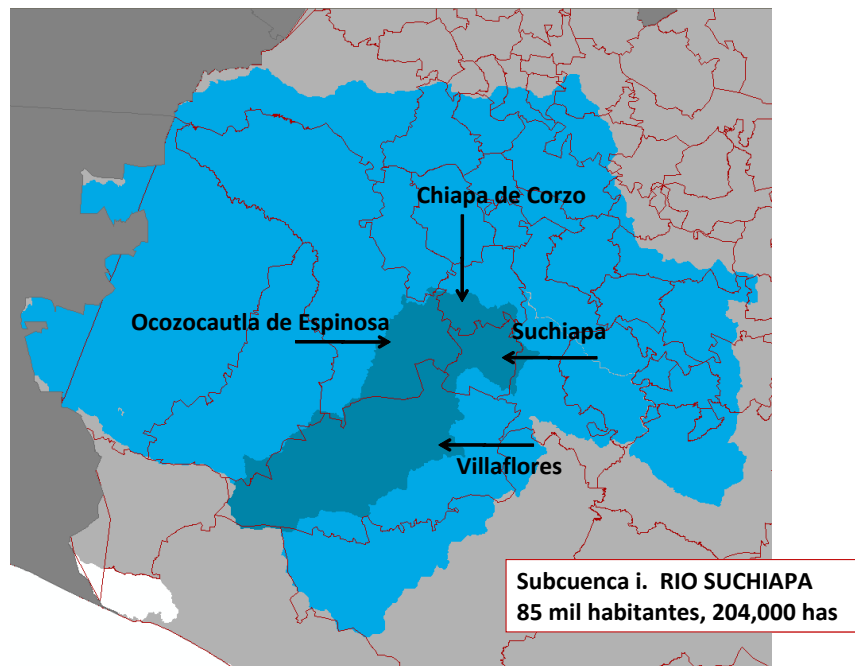 Chiapa de Corzo
Ocozocautla de Espinosa
Suchiapa
Villaflores
Subcuenca i. RIO SUCHIAPA
85 mil habitantes, 204,000 has